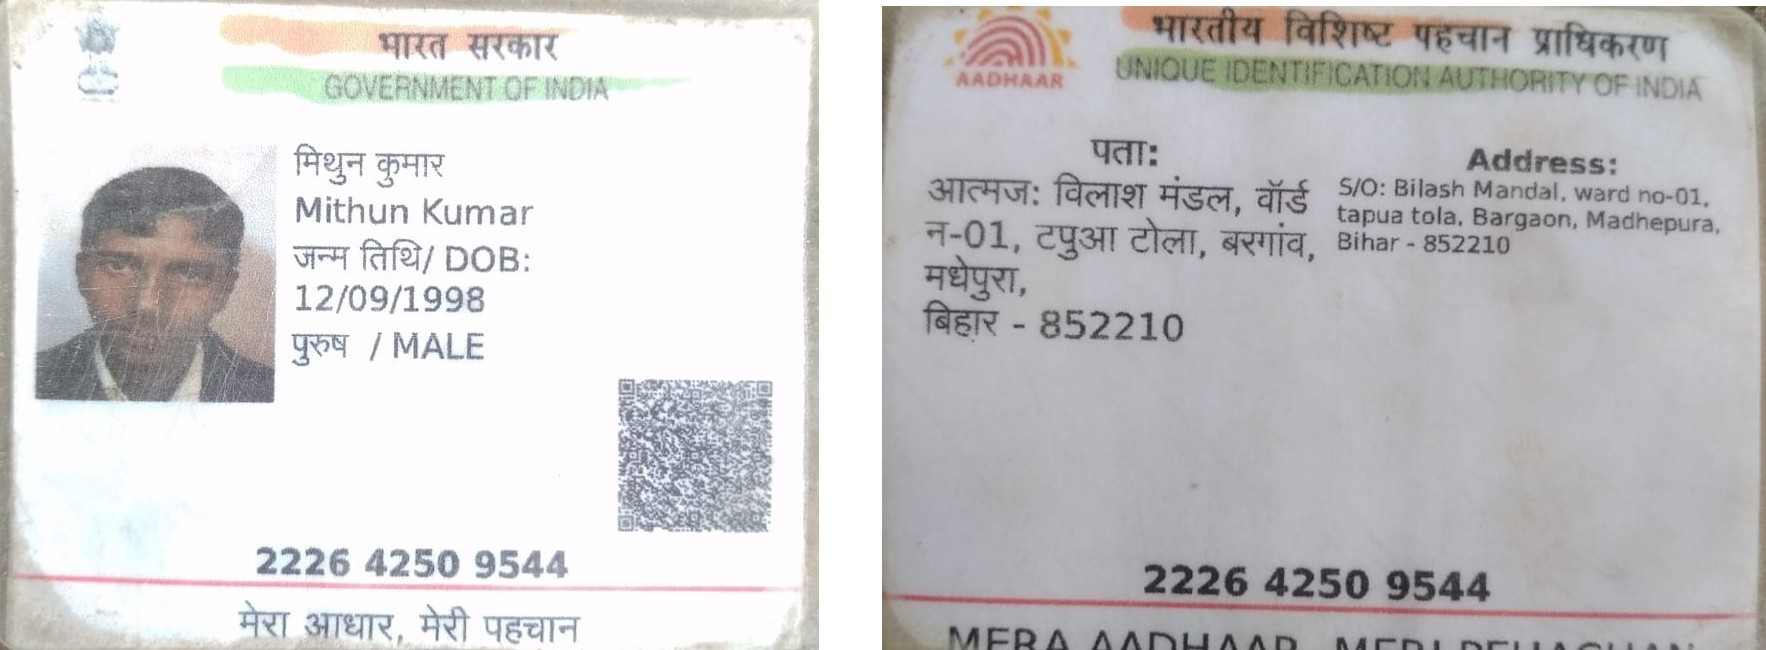 भारत सरकार
GOVERNMENT OF INDIA
मिथुन कुमार
Mithun Kumar
जन्म तिथि/ DOB:
12/09/1998
पुरुष / MALE
2226 4250 9544
मेरा आधार, मेरी पहचान
भारतीय विशिष्ट पहचान प्राधिकरण
AADHAAR
UNIQUE IDENTIFICATION AUTHORITY OF INDIA
पता:
आत्मज: विलाश मंडल, वॉर्ड
न-01, टपुआ टोला, बरगांव,
मधेपुरा,
बिहार - 852210
Address:
S/O: Bilash Mandal, ward no-01,
tapua tola, Bargaon, Madhepura,
Bihar - 852210
2226 4250 9544
MERA AADHAAR, MERI PEHACHAN